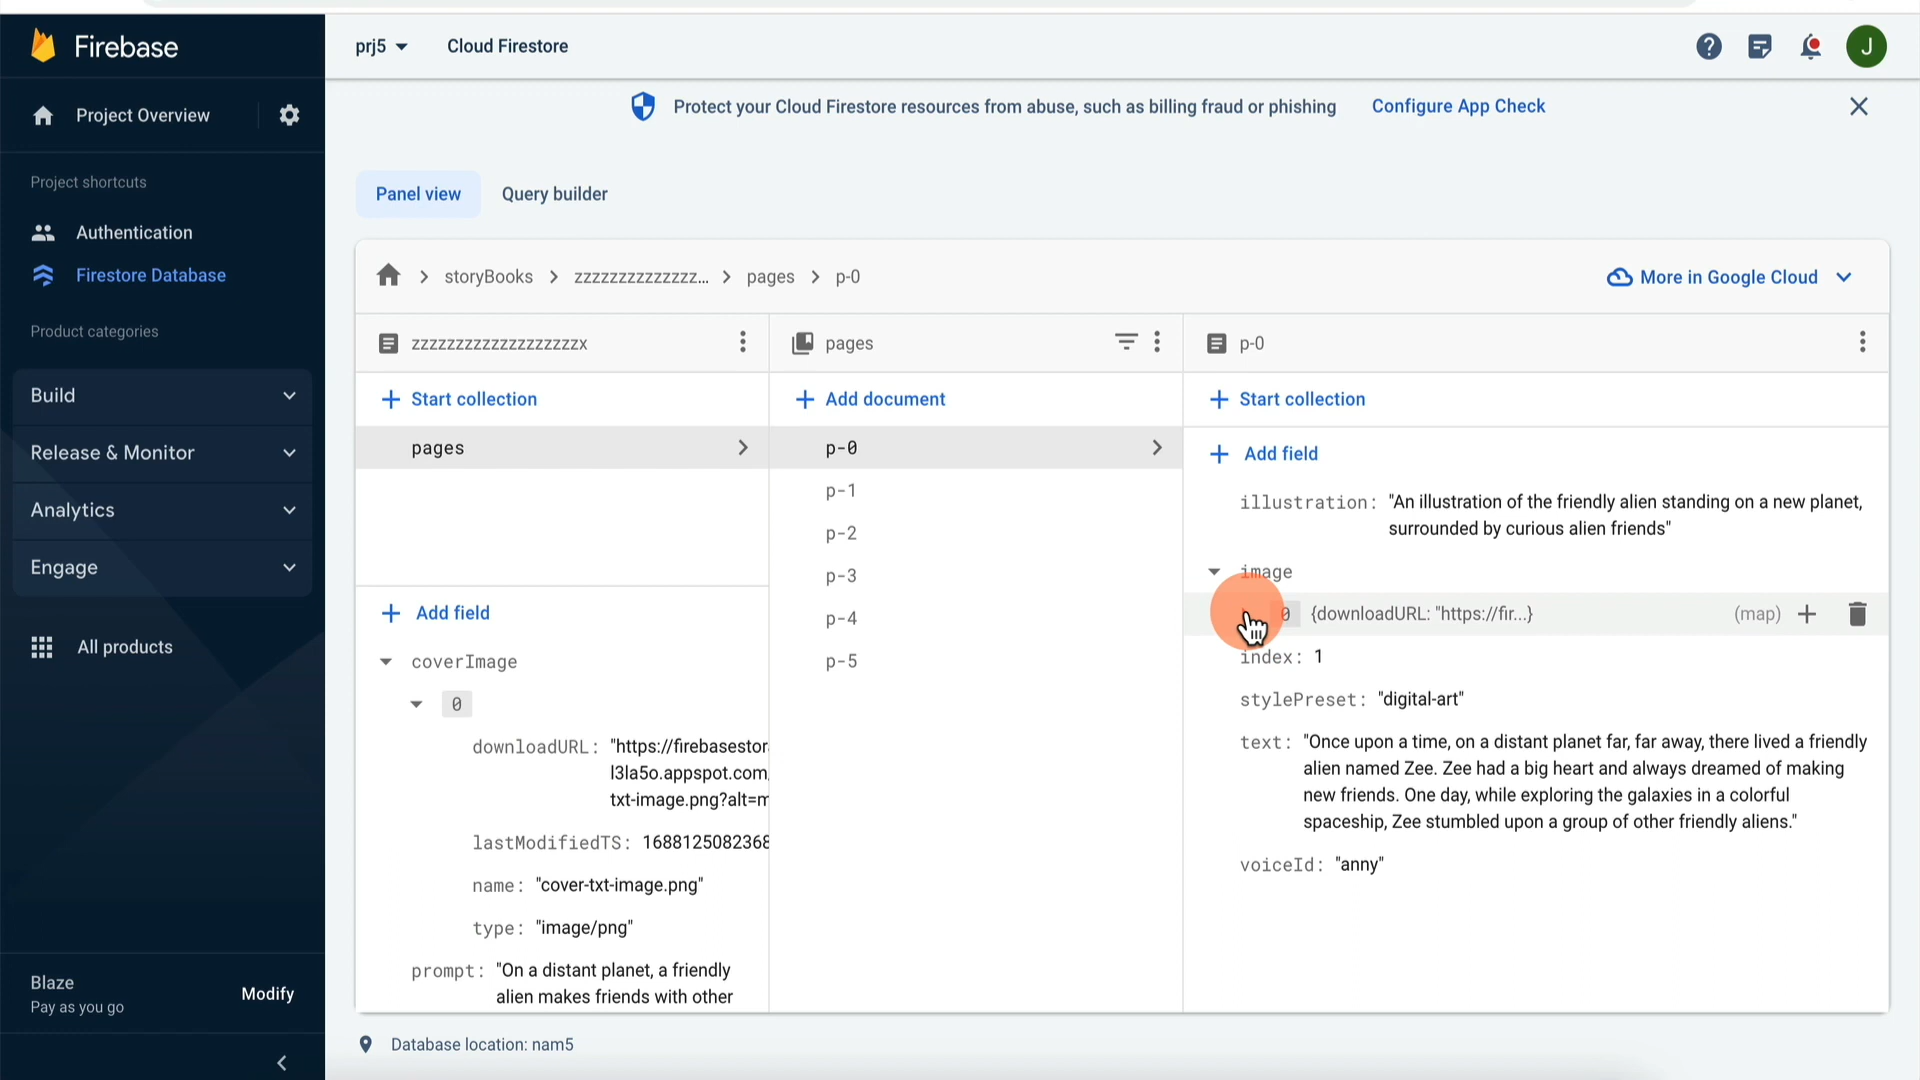 Firebase
prj5
Cloud Firestore
J
Project Overview
Protect your Cloud Firestore resources from abuse, such as billing fraud or phishing
Configure App Check
Project shortcuts
Panel view
Query builder
Authentication
Firestore Database
storyBooks
zzzzzzzzzzzzzz...
pages
p-0
More in Google Cloud
Product categories
zzzzzzzzzzzzzzzzzzzx
pages
p-0
Build
Start collection
Add document
Start collection
pages
p-0
Add field
Release & Monitor
p-1
illustration: "An illustration of the friendly alien standing on a new planet,
surrounded by curious alien friends"
Analytics
p-2
Engage
p-3
image
Add field
p-4
0 {downloadURL: "https://fir...} (map)
All products
coverImage
p-5
index: 1
0
stylePreset: "digital-art"
downloadURL: "https://firebasestor
l3la5o.appspot.com,
txt-image.png?alt=m
text: "Once upon a time, on a distant planet far, far away, there lived a friendly
alien named Zee. Zee had a big heart and always dreamed of making
new friends. One day, while exploring the galaxies in a colorful
spaceship, Zee stumbled upon a group of other friendly aliens."
lastModifiedTS: 1688125082368
voiceId: "anny"
name: "cover-txt-image.png"
type: "image/png"
prompt: "On a distant planet, a friendly
alien makes friends with other
Blaze
Pay as you go
Modify
Database location: nam5